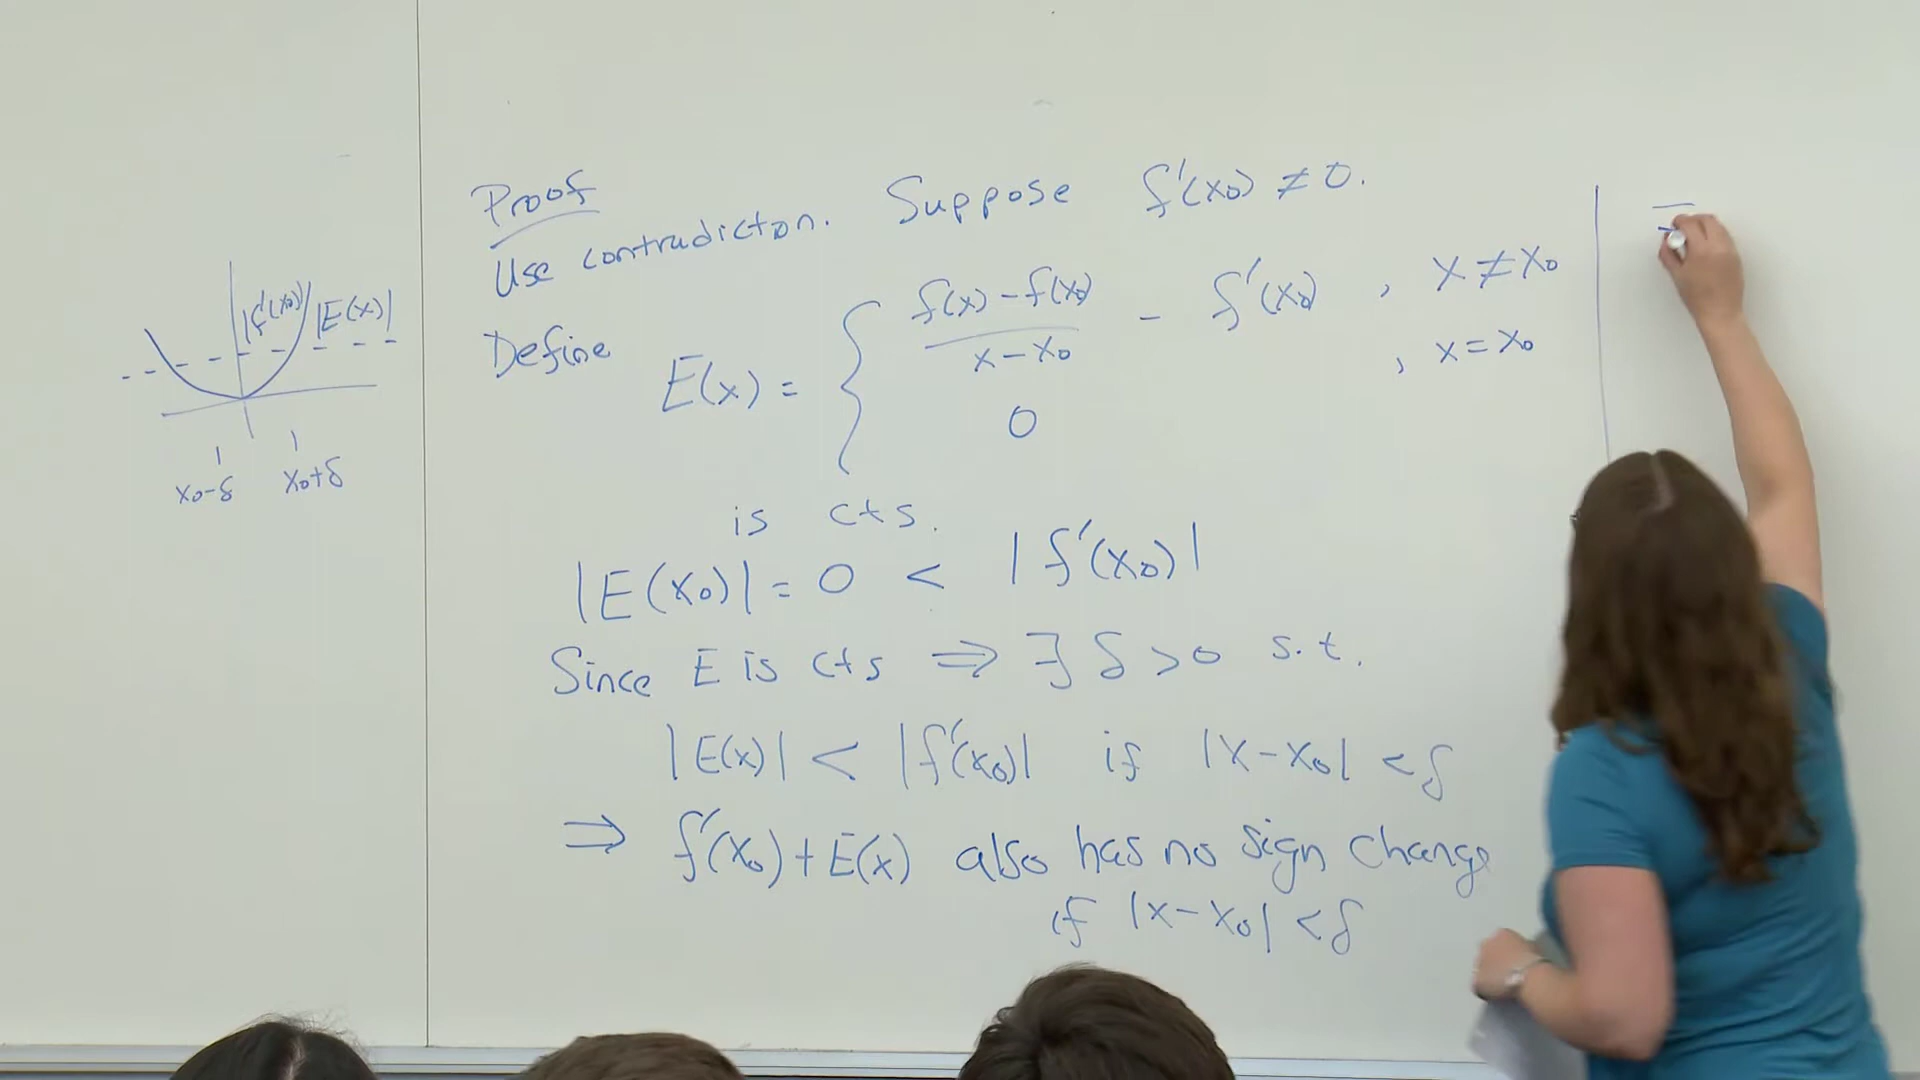 |f'(x₀)| |E(x)|
x₀-δ x₀+δ
Proof
Use contradicton. Suppose f'(x₀) ≠ 0.
Define E(x) = { (f(x) - f(x₀))/(x - x₀) - f'(x₀) , x ≠ x₀
0 , x = x₀
is cts.
|E(x₀)| = 0 < |f'(x₀)|
Since E is cts ⇒ ∃ δ > 0 s.t.
|E(x)| < |f'(x₀)| if |x - x₀| < δ
⇒ f'(x₀) + E(x) also has no sign change
if |x - x₀| < δ